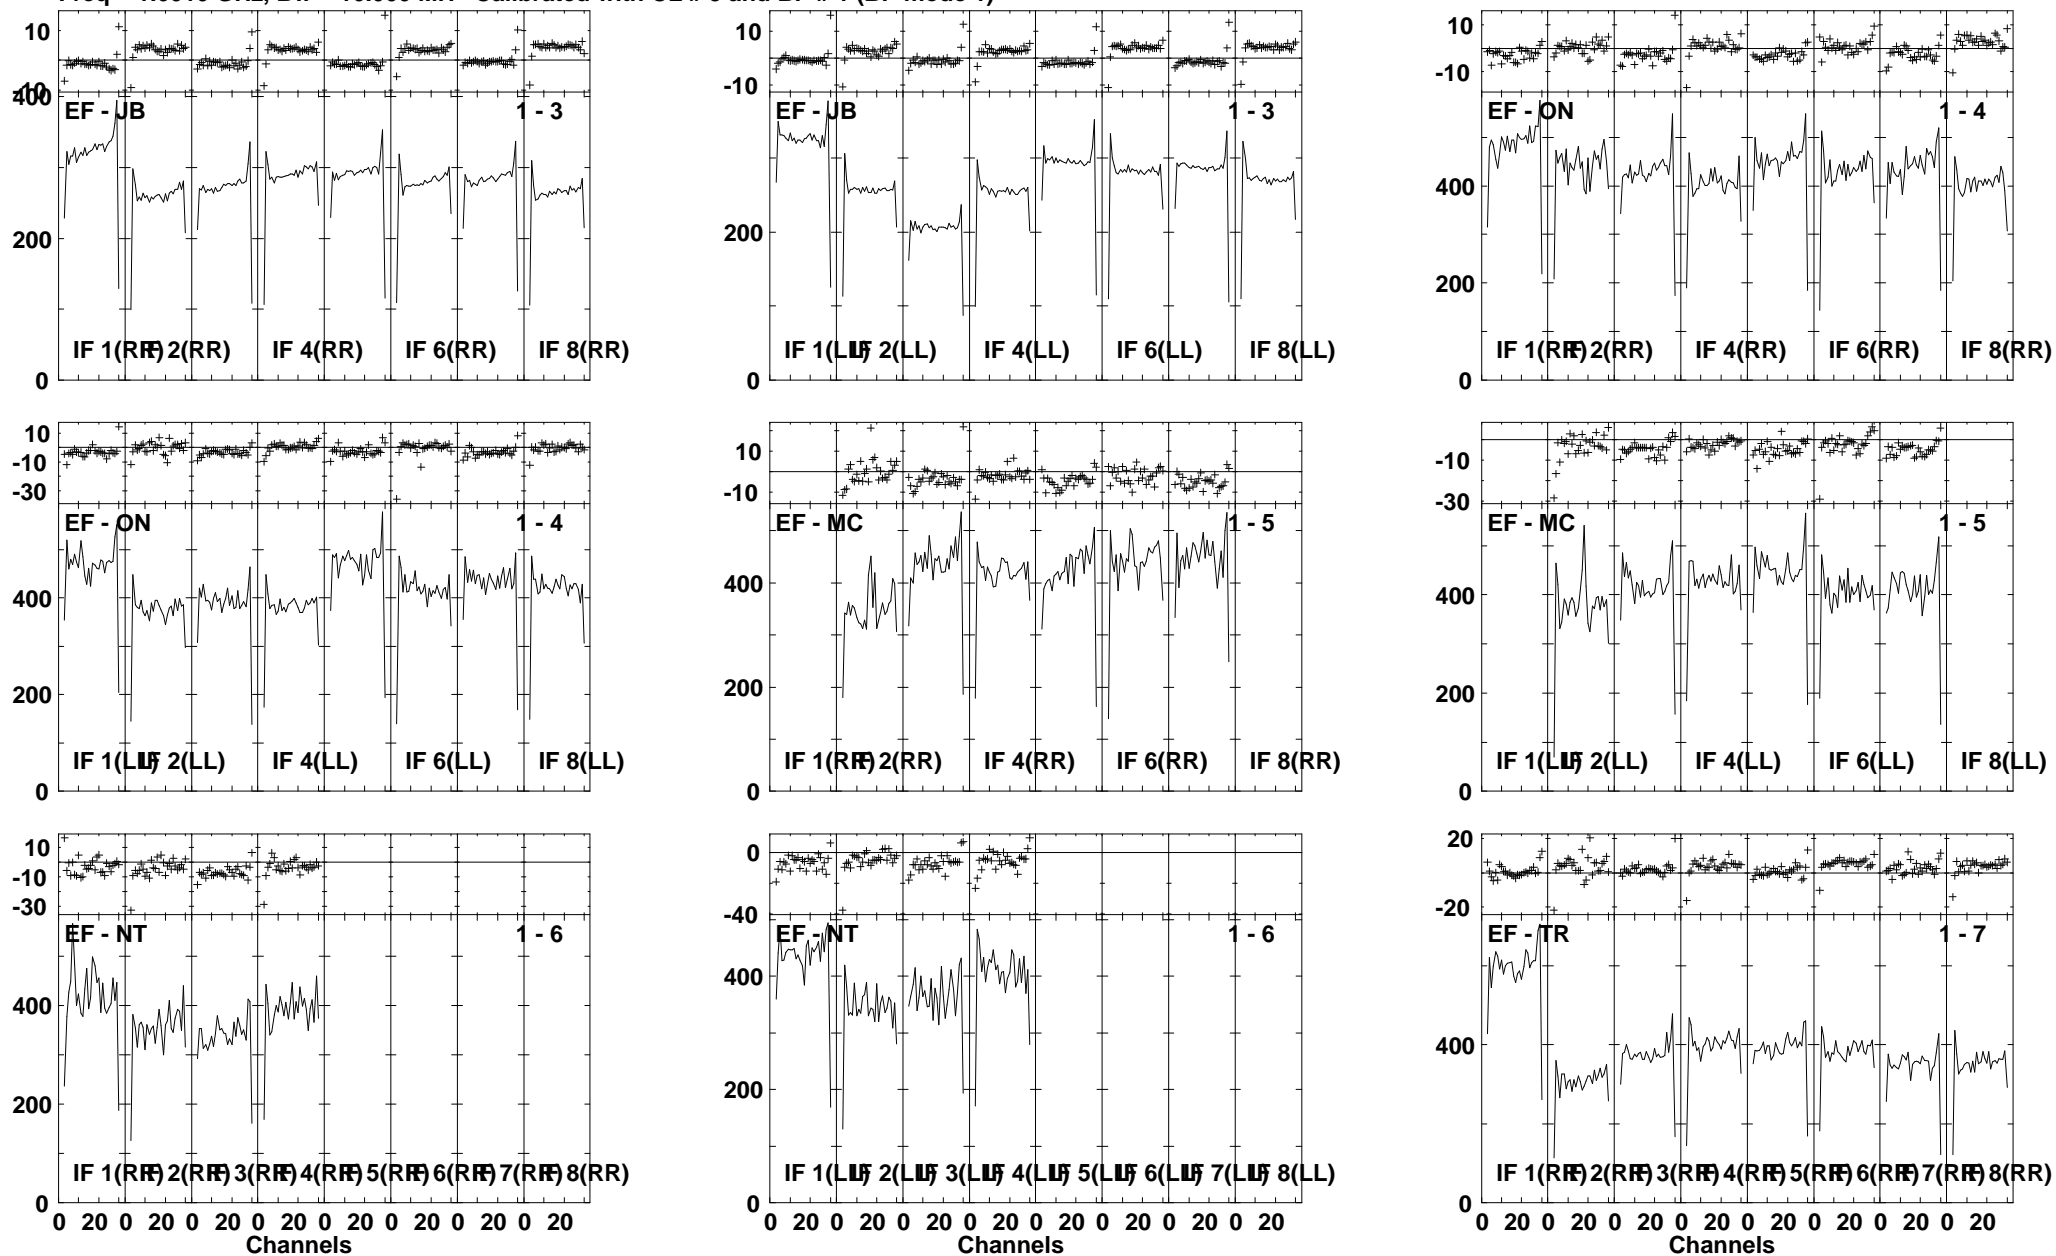 10
-10
400
200
0
EF - JB
1 - 3
IF 1(RR)
IF 2(RR)
IF 4(RR)
IF 6(RR)
IF 8(RR)
10
-10
200
0
EF - JB
1 - 3
IF 1(LL)
IF 2(LL)
IF 4(LL)
IF 6(LL)
IF 8(LL)
10
-10
400
200
0
EF - ON
1 - 4
IF 1(RR)
IF 2(RR)
IF 4(RR)
IF 6(RR)
IF 8(RR)
10
-10
-30
400
200
0
EF - ON
1 - 4
IF 1(LL)
IF 2(LL)
IF 4(LL)
IF 6(LL)
IF 8(LL)
10
-10
400
200
0
EF - MC
1 - 5
IF 1(RR)
IF 2(RR)
IF 4(RR)
IF 6(RR)
IF 8(RR)
-10
-30
400
200
0
EF - MC
1 - 5
IF 1(LL)
IF 2(LL)
IF 4(LL)
IF 6(LL)
IF 8(LL)
10
-10
-30
400
200
0
EF - NT
1 - 6
IF 1(RR)
IF 2(RR)
IF 3(RR)
IF 4(RR)
IF 5(RR)
IF 6(RR)
IF 7(RR)
IF 8(RR)
0 20 0 20 0 20 0 20 0 20 0 20 0 20 0 20
Channels
0
-40
400
200
0
EF - NT
1 - 6
IF 1(LL)
IF 2(LL)
IF 3(LL)
IF 4(LL)
IF 5(LL)
IF 6(LL)
IF 7(LL)
IF 8(LL)
0 20 0 20 0 20 0 20 0 20 0 20 0 20 0 20
Channels
20
-20
400
0
EF - TR
1 - 7
IF 1(RR)
IF 2(RR)
IF 3(RR)
IF 4(RR)
IF 5(RR)
IF 6(RR)
IF 7(RR)
IF 8(RR)
0 20 0 20 0 20 0 20 0 20 0 20 0 20 0 20
Channels